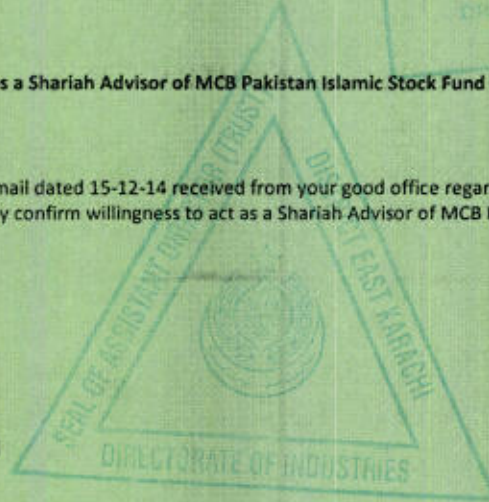 s a Shariah Advisor of MCB Pakistan Islamic Stock Fund
mail dated 15-12-14 received from your good office regar
y confirm willingness to act as a Shariah Advisor of MCB
SEAL OF ASSISTANT DIRECTOR (TRUST)
DISTRICT EAST KARACHI
DIRECTORATE OF INDUSTRIES